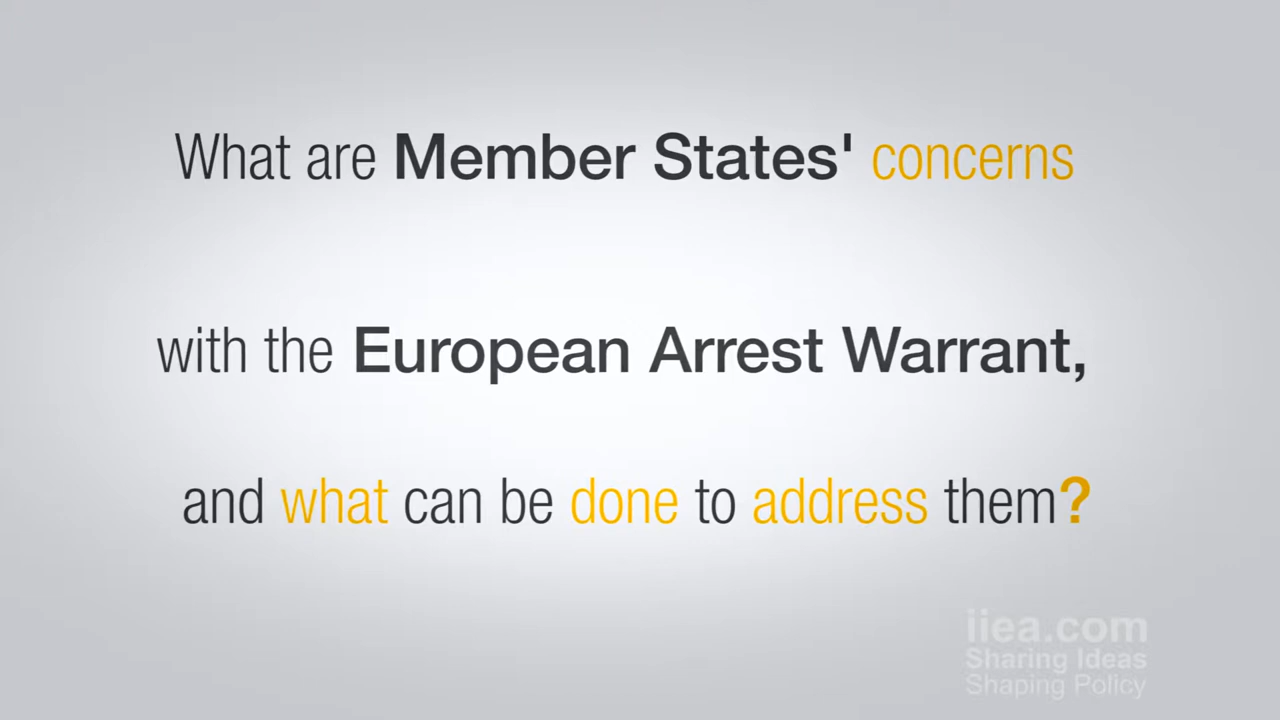 What are Member States' concerns
with the European Arrest Warrant,
and what can be done to address them?
iiea.com
Sharing Ideas
Shaping Policy